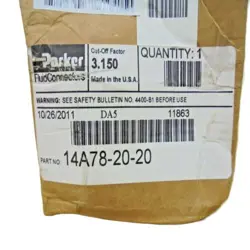 Parker
FluidConnectors
Cut-Off Factor
3.150
Made in the U.S.A.
QUANTITY: 1
WARNING: SEE SAFETY BULLETIN NO. 4400-B1 BEFORE USE
10/26/2011 DA5 11863
PART NO. 14A78-20-20